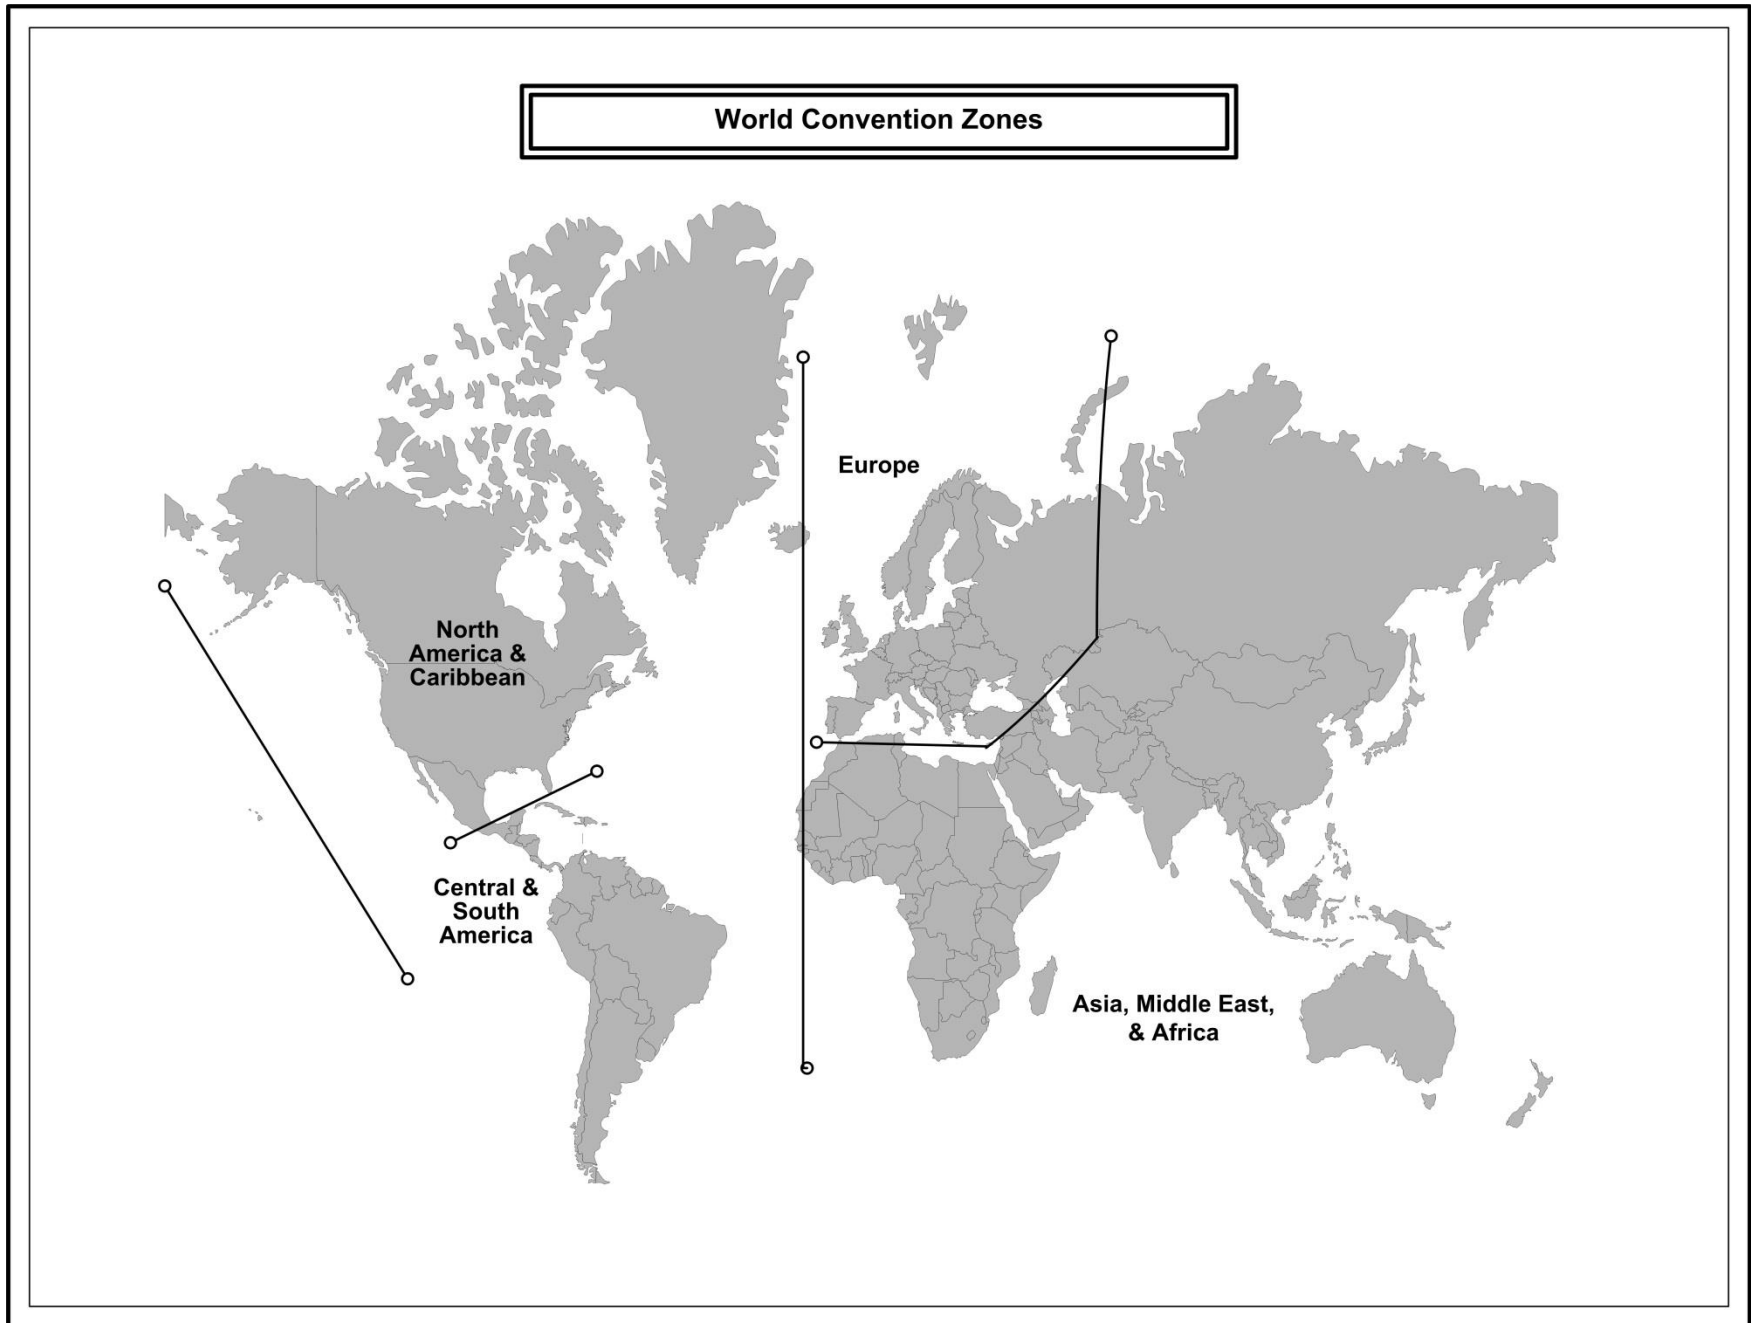 World Convention Zones
Europe
North
America &
Caribbean
Central &
South
America
Asia, Middle East,
& Africa